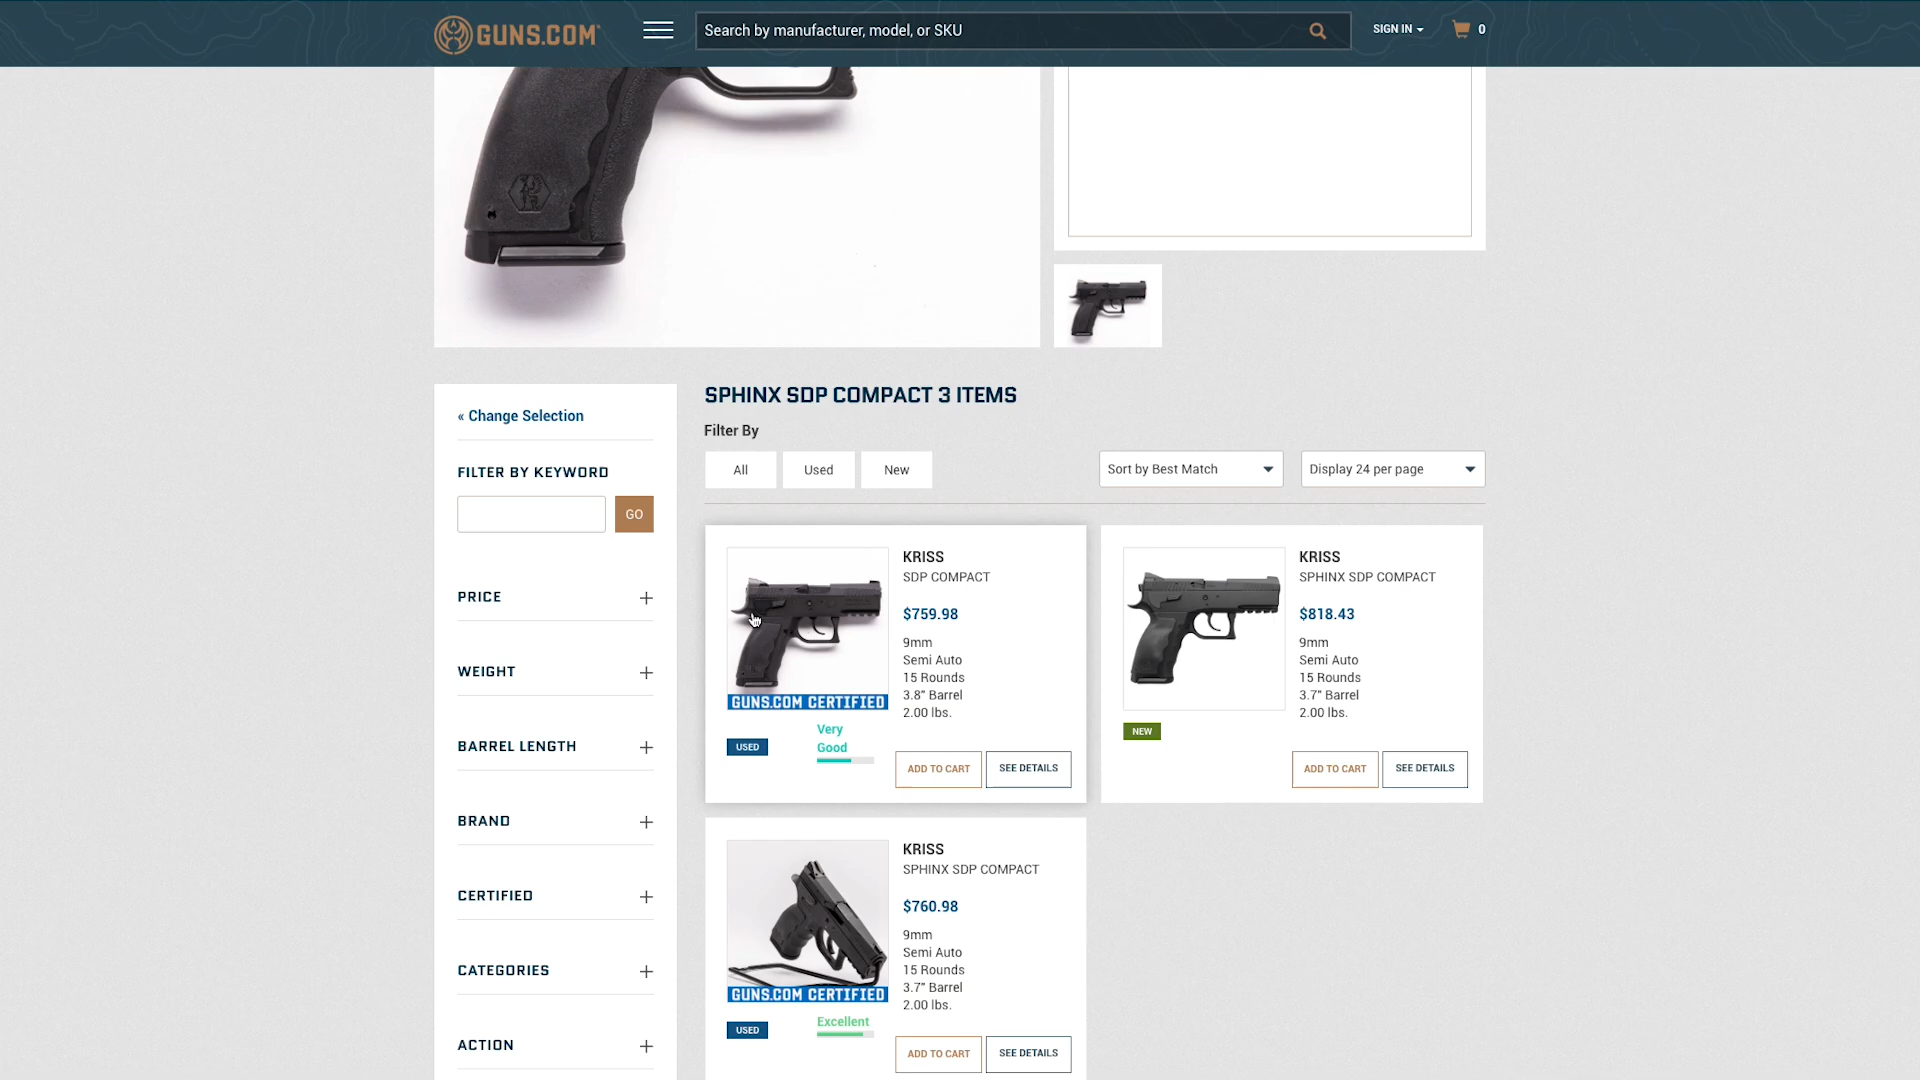 GUNS.COM
Search by manufacturer, model, or SKU
SIGN IN
0
« Change Selection
FILTER BY KEYWORD
GO
PRICE
WEIGHT
BARREL LENGTH
BRAND
CERTIFIED
CATEGORIES
ACTION
SPHINX SDP COMPACT 3 ITEMS
Filter By
All
Used
New
Sort by Best Match
Display 24 per page
KRISS
SDP COMPACT
$759.98
9mm
Semi Auto
15 Rounds
3.8" Barrel
2.00 lbs.
GUNS.COM CERTIFIED
USED
Very
Good
ADD TO CART
SEE DETAILS
KRISS
SPHINX SDP COMPACT
$818.43
9mm
Semi Auto
15 Rounds
3.7" Barrel
2.00 lbs.
NEW
ADD TO CART
SEE DETAILS
KRISS
SPHINX SDP COMPACT
$760.98
9mm
Semi Auto
15 Rounds
3.7" Barrel
2.00 lbs.
GUNS.COM CERTIFIED
USED
Excellent
ADD TO CART
SEE DETAILS